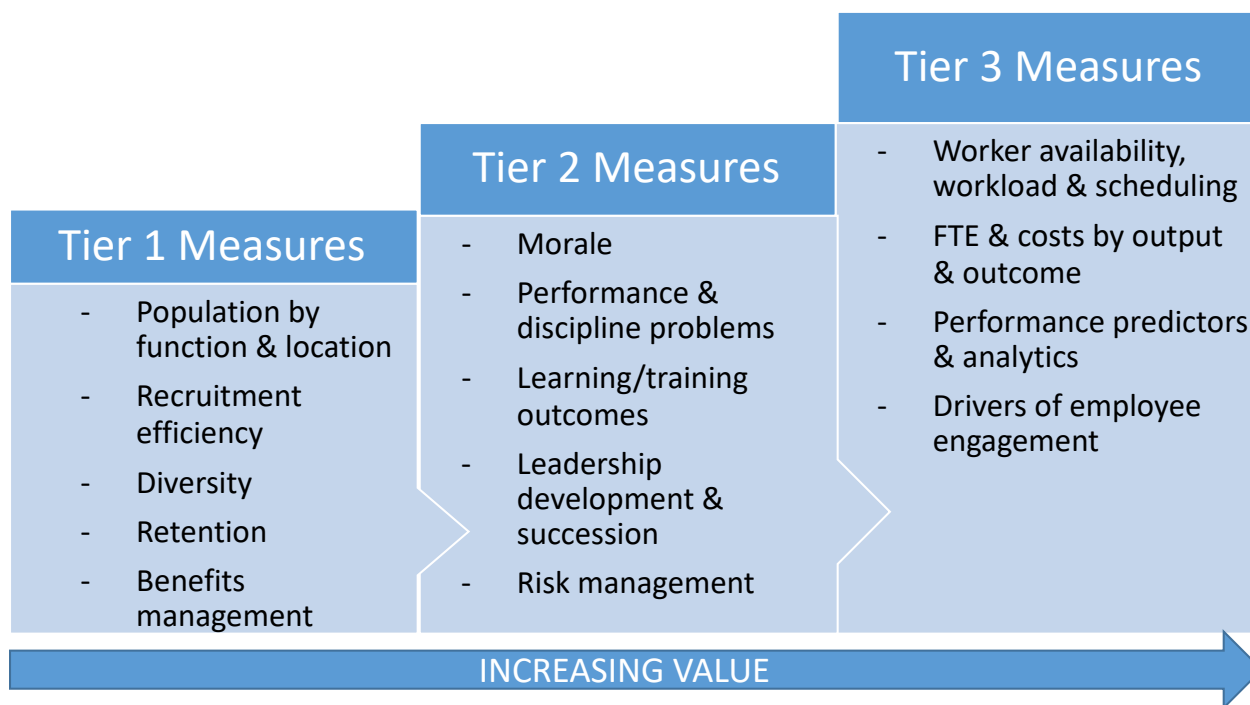 Tier 1 Measures
- Population by
function & location
- Recruitment
efficiency
- Diversity
- Retention
- Benefits
management
Tier 2 Measures
- Morale
- Performance &
discipline problems
- Learning/training
outcomes
- Leadership
development &
succession
- Risk management
Tier 3 Measures
- Worker availability,
workload & scheduling
- FTE & costs by output
& outcome
- Performance predictors
& analytics
- Drivers of employee
engagement
INCREASING VALUE